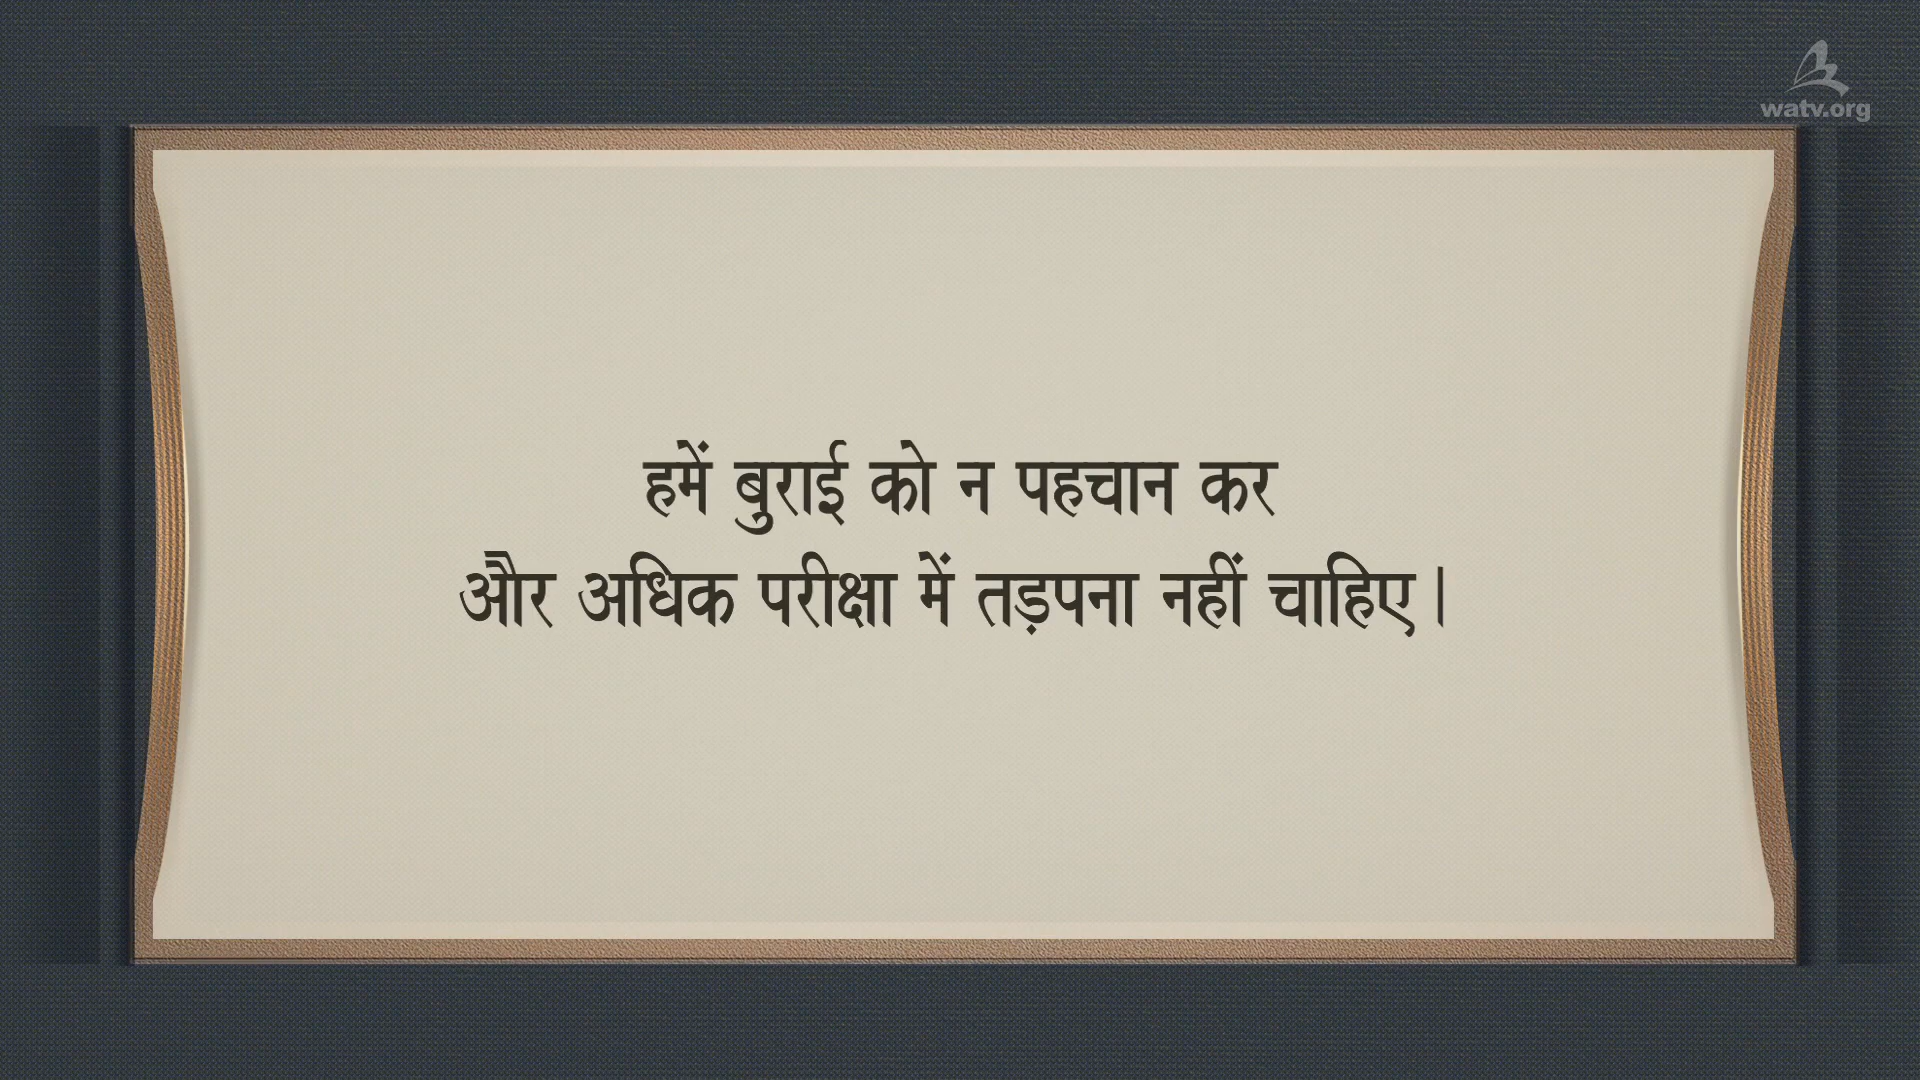 watv.org
हमें बुराई को न पहचान कर
और अधिक परीक्षा में तड़पना नहीं चाहिए।